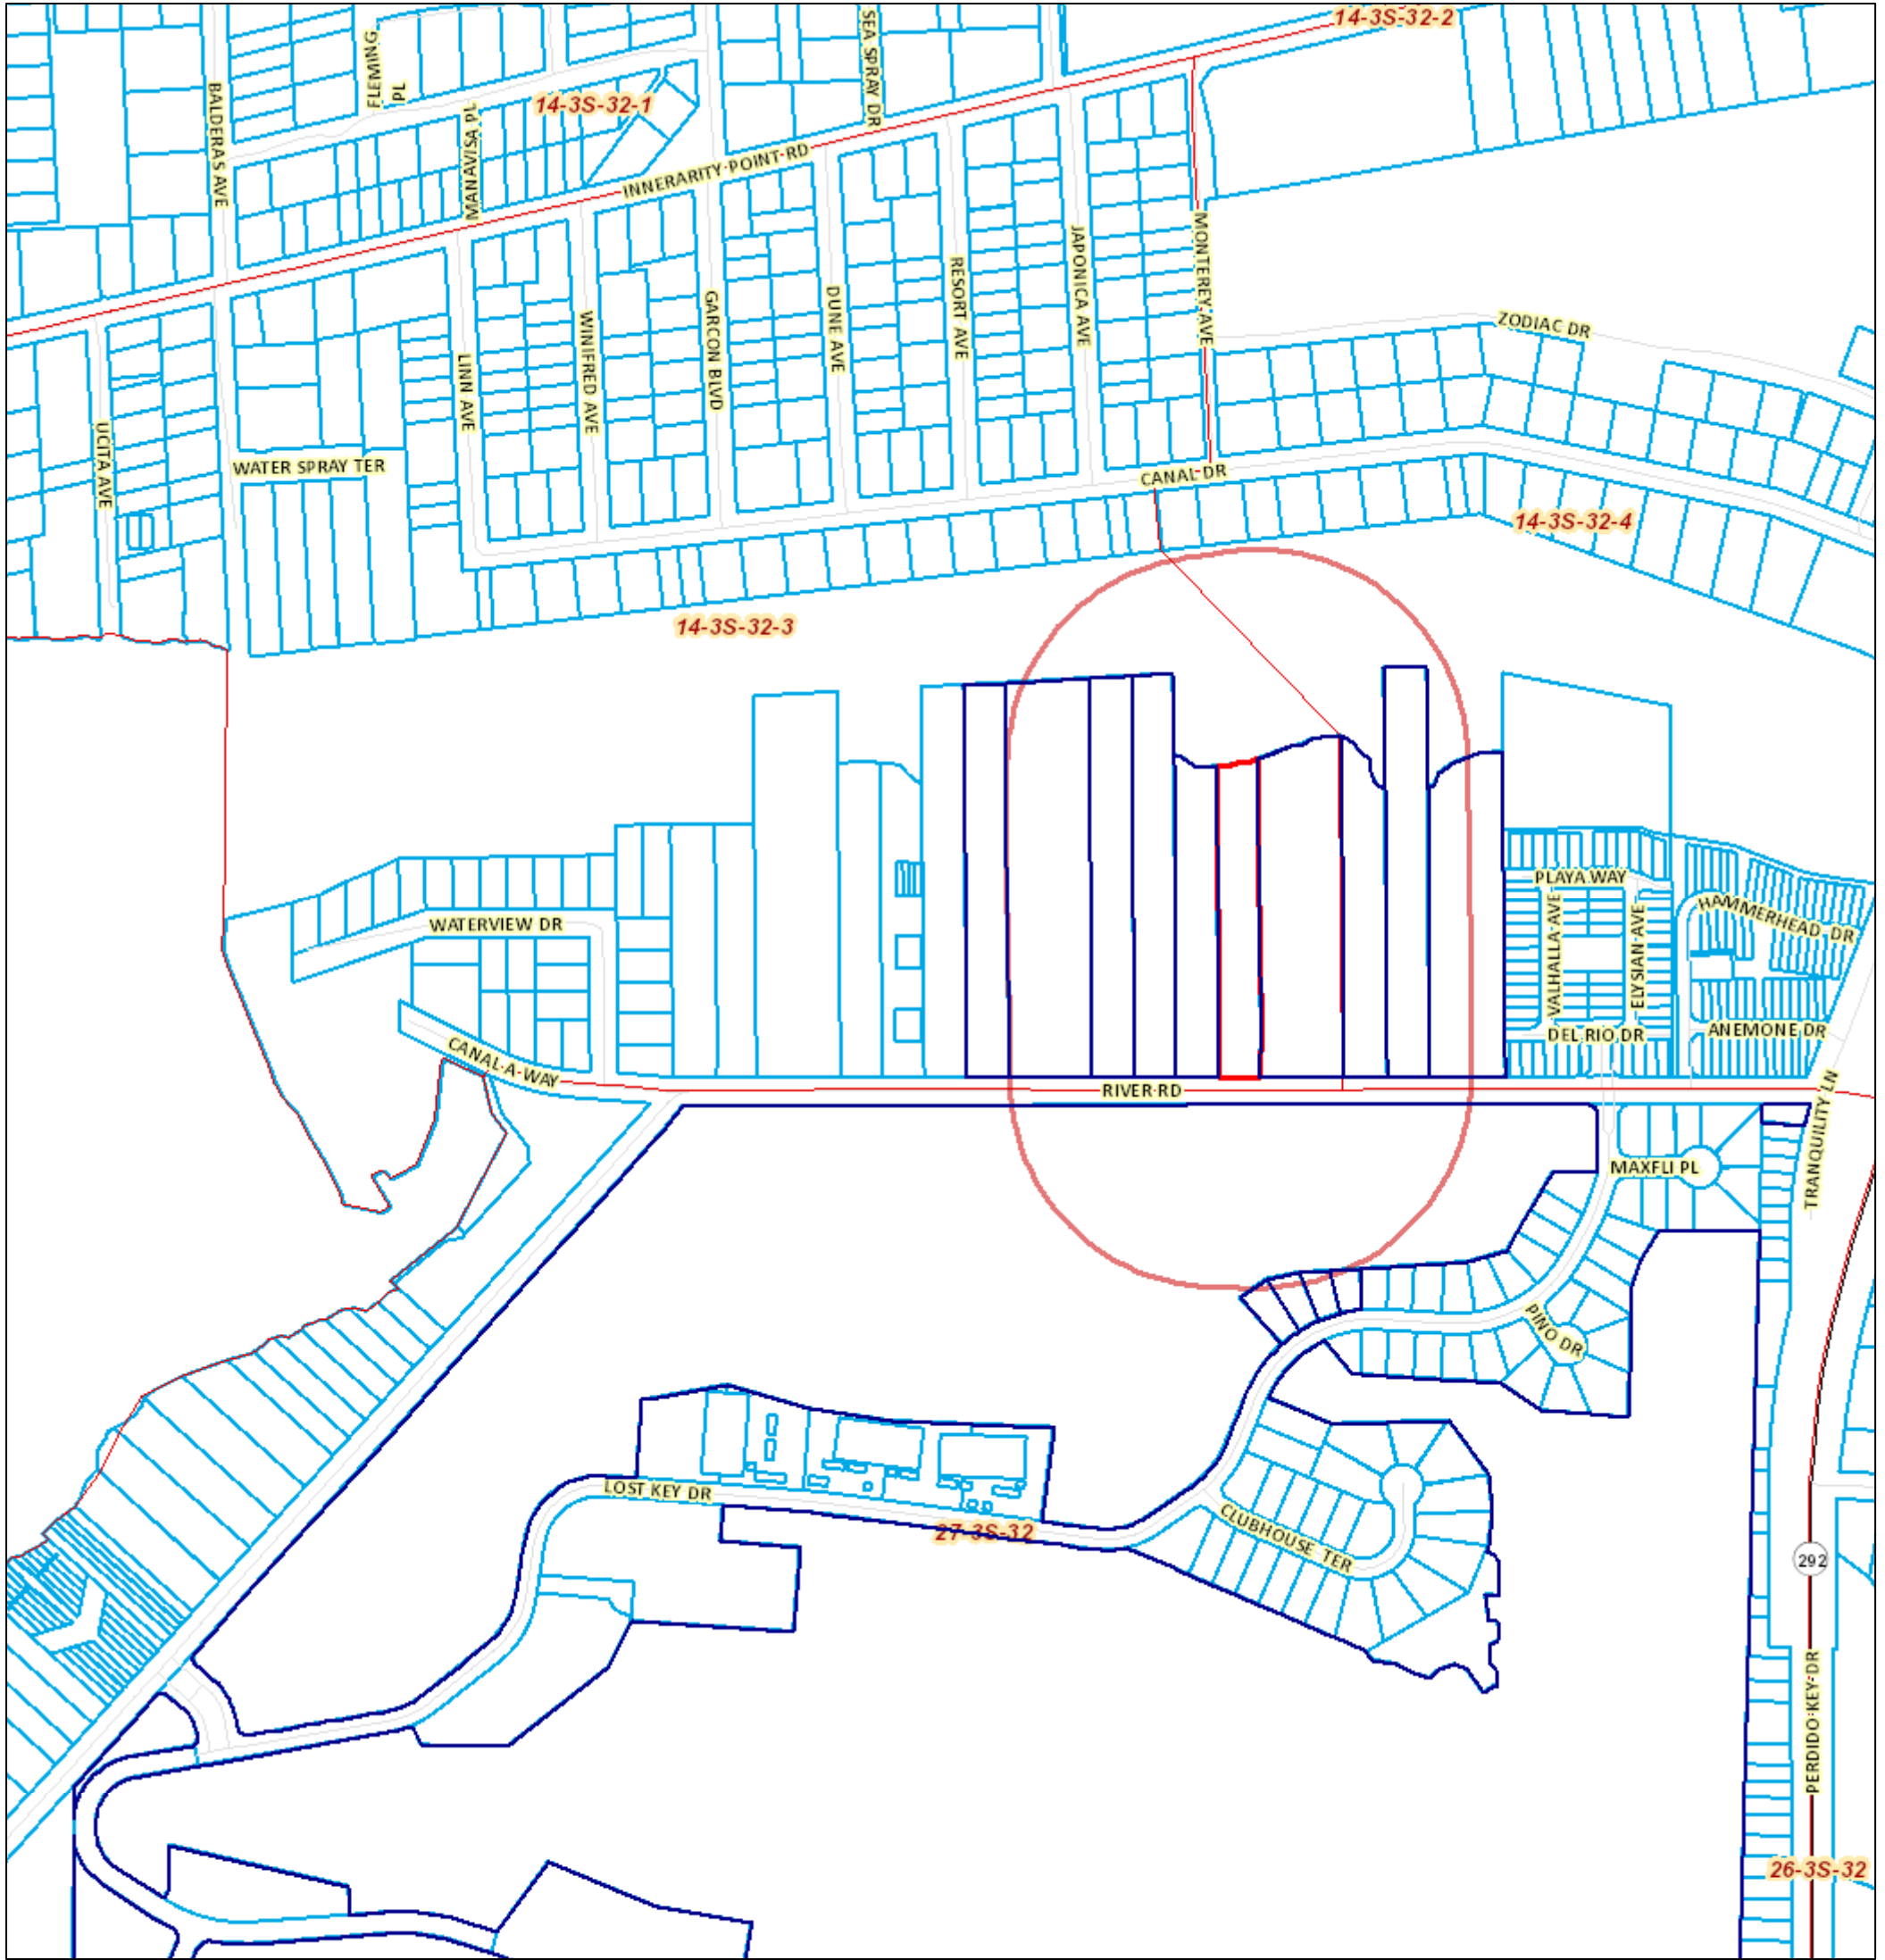 14-3S-32-2
SEA SPRAY DR
FLEMING
PL
BALDERAS AVE
14-3S-32-1
MANAVISA PL
INNERARITY POINT RD
MONTEREY AVE
JAPONICA AVE
RESORT AVE
DUNE AVE
GARCON BLVD
WINIFRED AVE
LINN AVE
ZODIAC DR
UCITA AVE
WATER SPRAY TER
CANAL DR
14-3S-32-4
14-3S-32-3
PLAYA WAY
HAMMERHEAD DR
VALHALLA AVE
ELYSIAN AVE
WATERVIEW DR
DEL RIO DR
ANEMONE DR
CANAL A WAY
RIVER RD
TRANQUILITY LN
MAXFLI PL
PINO DR
LOST KEY DR
CLUBHOUSE TER
27-3S-32
292
PERDIDO KEY DR
26-3S-32